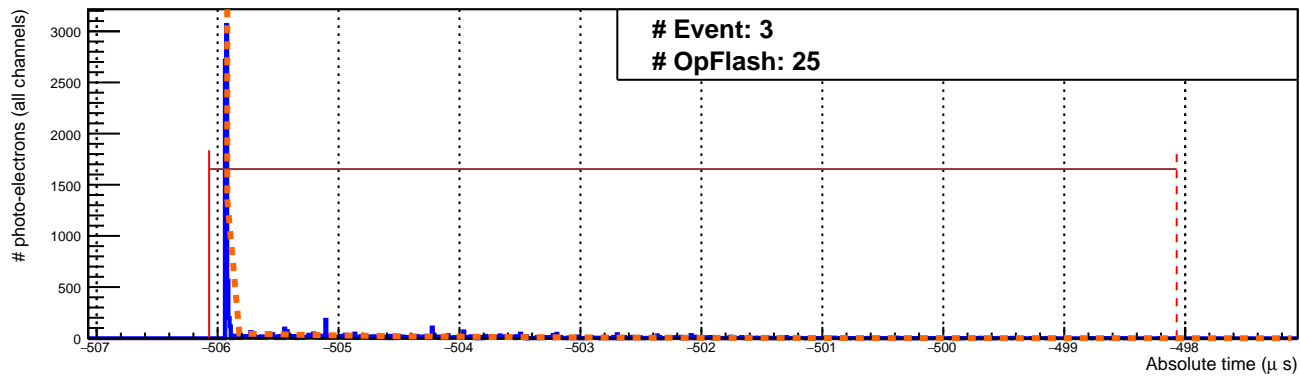 # Event: 3
# OpFlash: 25
# photo-electrons (all channels)
3000
2500
2000
1500
1000
500
0
−507 −506 −505 −504 −503 −502 −501 −500 −499 −498
Absolute time (μ s)